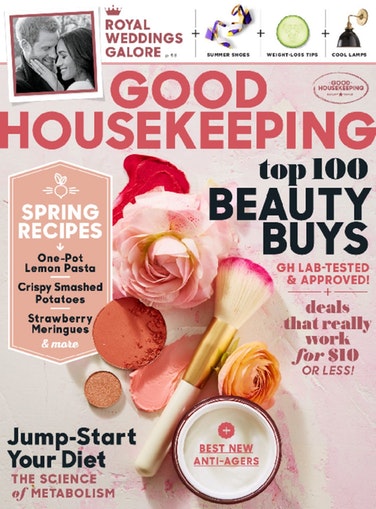 ROYAL
WEDDINGS
GALORE
+
SUMMER SHOES
+
WEIGHT-LOSS TIPS
+
COOL LAMPS
GOOD
HOUSEKEEPING
GOOD
HOUSEKEEPING
top 100
BEAUTY
BUYS
GH LAB-TESTED
& APPROVED!
+
deals
that really
work
for $10
OR LESS!
SPRING
RECIPES
One-Pot
Lemon Pasta
Crispy Smashed
Potatoes
Strawberry
Meringues
& more
+
BEST NEW
ANTI-AGERS
Jump-Start
Your Diet
THE SCIENCE
of METABOLISM